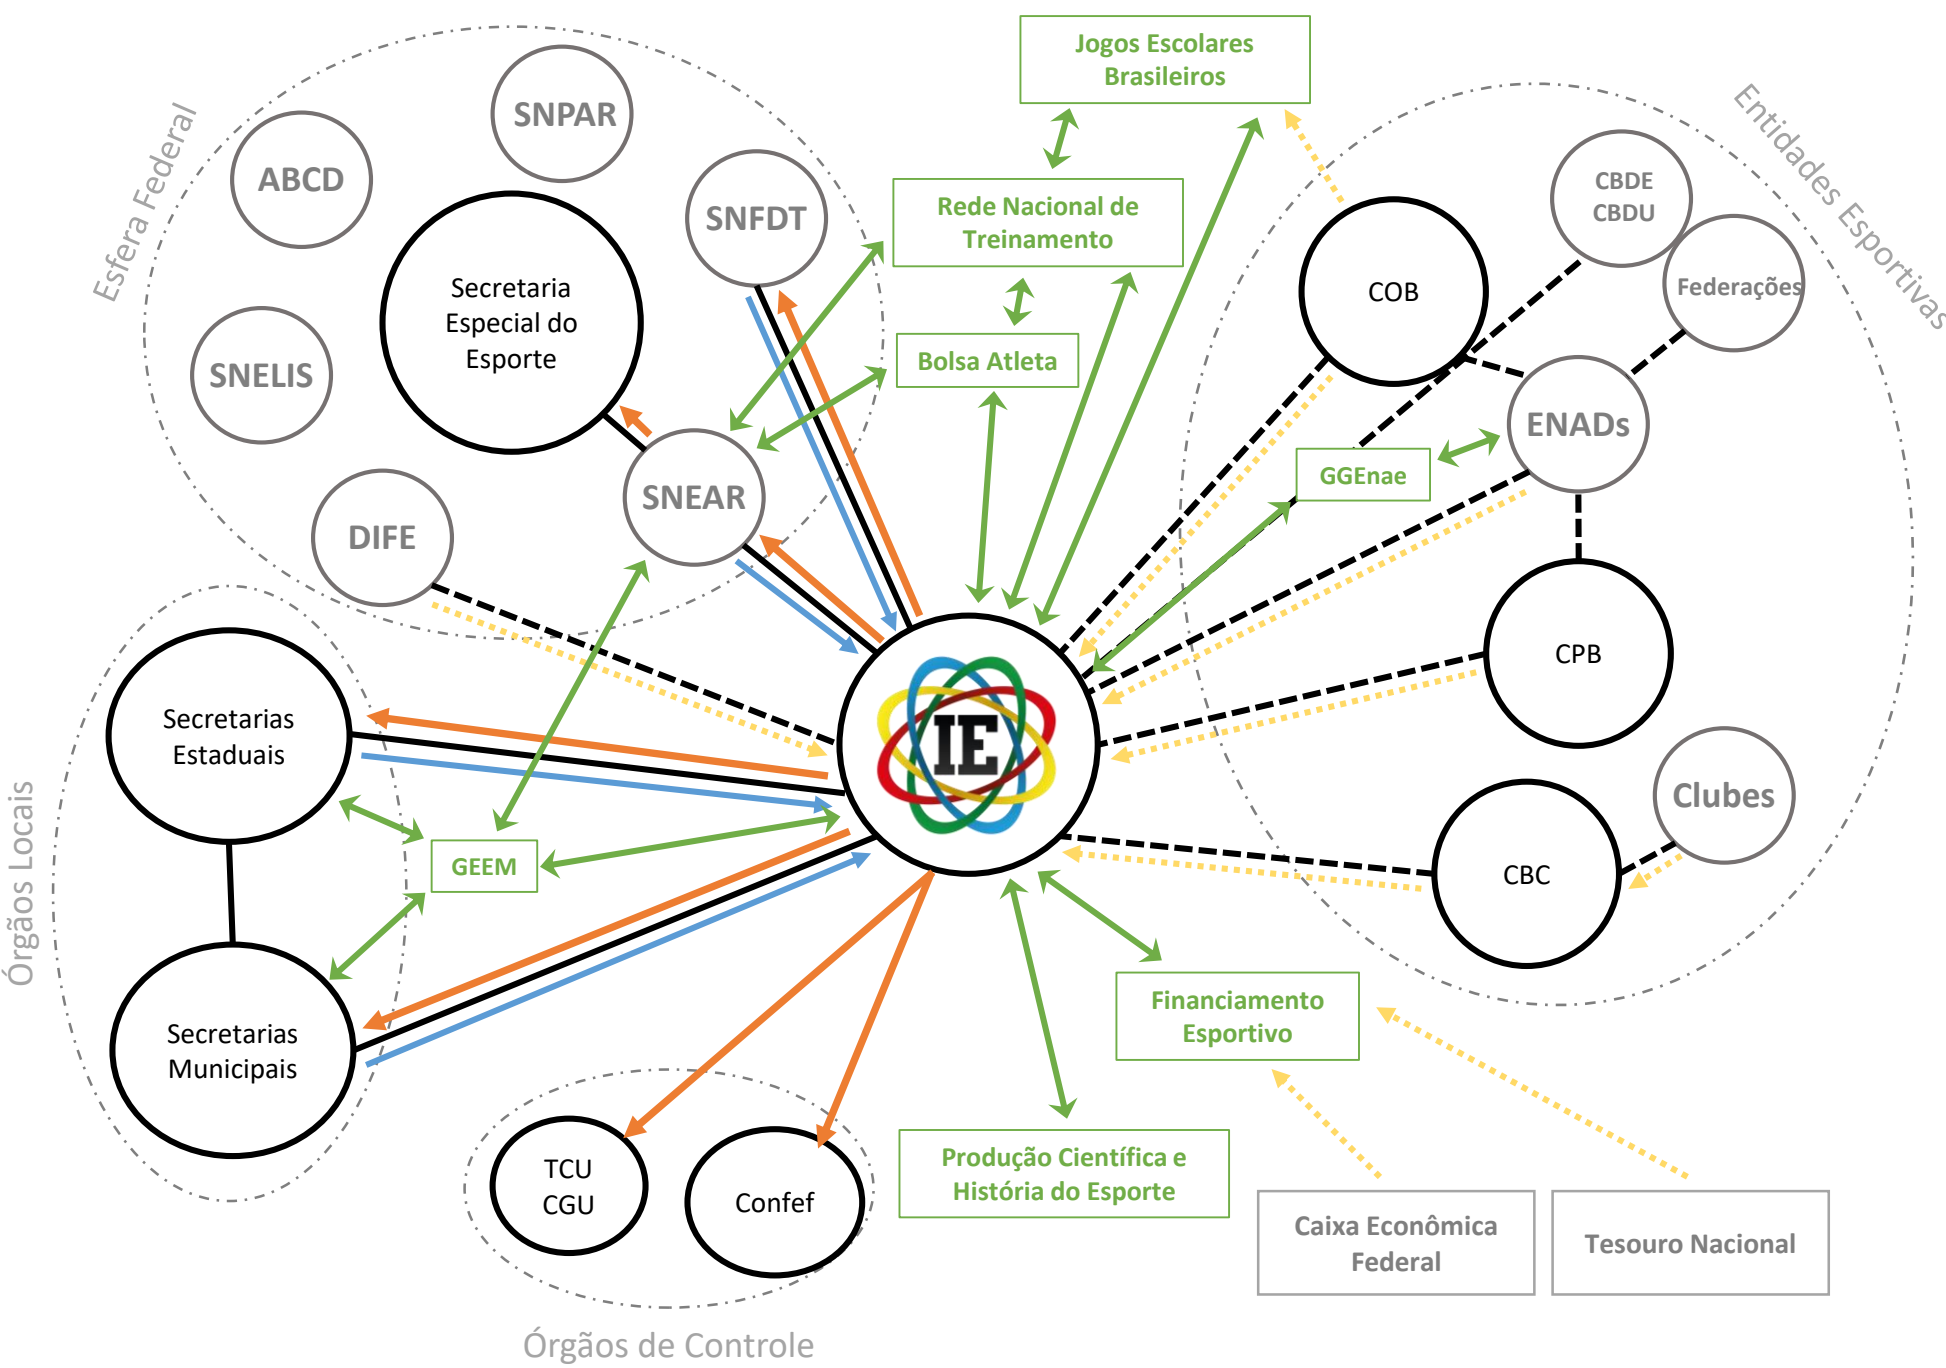 Jogos Escolares
Brasileiros
Esfera Federal
SNPAR
ABCD
SNFDT
Secretaria
Especial do
Esporte
SNELIS
SNEAR
DIFE
Rede Nacional de
Treinamento
Bolsa Atleta
Entidades Esportivas
CBDE
CBDU
Federações
COB
ENADs
GGEnae
CPB
Clubes
CBC
IE
Órgãos Locais
Secretarias
Estaduais
GEEM
Secretarias
Municipais
Financiamento
Esportivo
Produção Científica e
História do Esporte
TCU
CGU
Confef
Caixa Econômica
Federal
Tesouro Nacional
Órgãos de Controle